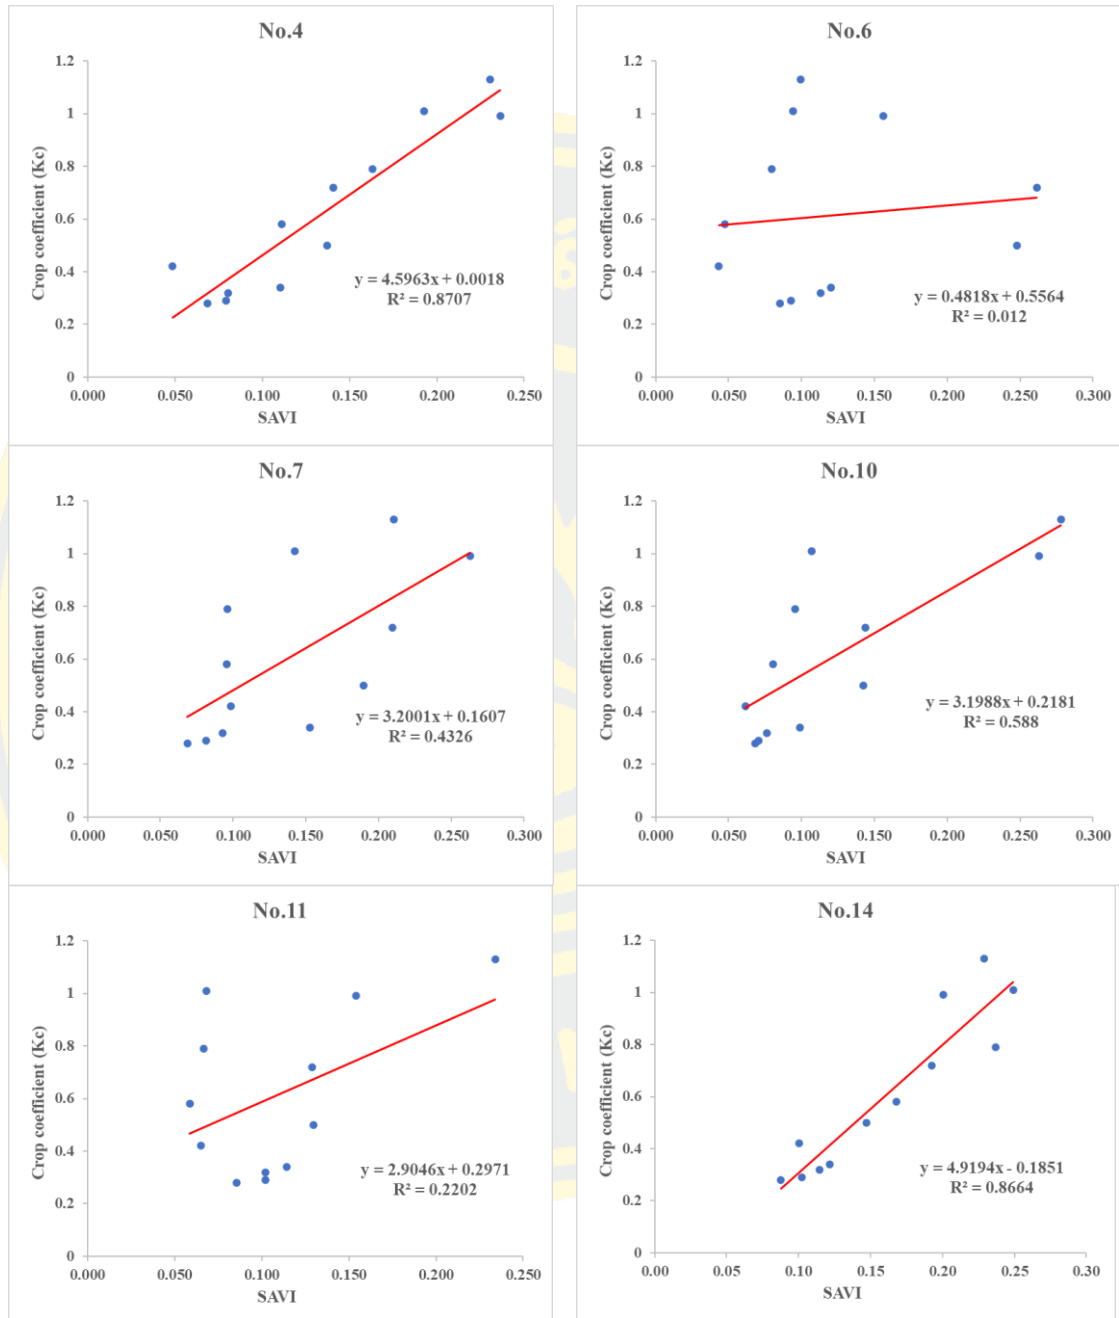 No.4
Crop coefficient (Kc)
1.2
1
0.8
0.6
0.4
0.2
0
y = 4.5963x + 0.0018
R² = 0.8707
0.000 0.050 0.100 0.150 0.200 0.250
SAVI
No.6
Crop coefficient (Kc)
1.2
1
0.8
0.6
0.4
0.2
0
y = 0.4818x + 0.5564
R² = 0.012
0.000 0.050 0.100 0.150 0.200 0.250 0.300
SAVI
No.7
Crop coefficient (Kc)
1.2
1
0.8
0.6
0.4
0.2
0
y = 3.2001x + 0.1607
R² = 0.4326
0.000 0.050 0.100 0.150 0.200 0.250 0.300
SAVI
No.10
Crop coefficient (Kc)
1.2
1
0.8
0.6
0.4
0.2
0
y = 3.1988x + 0.2181
R² = 0.588
0.000 0.050 0.100 0.150 0.200 0.250 0.300
SAVI
No.11
Crop coefficient (Kc)
1.2
1
0.8
0.6
0.4
0.2
0
y = 2.9046x + 0.2971
R² = 0.2202
0.000 0.050 0.100 0.150 0.200 0.250
SAVI
No.14
Crop coefficient (Kc)
1.2
1
0.8
0.6
0.4
0.2
0
y = 4.9194x - 0.1851
R² = 0.8664
0.00 0.05 0.10 0.15 0.20 0.25 0.30
SAVI